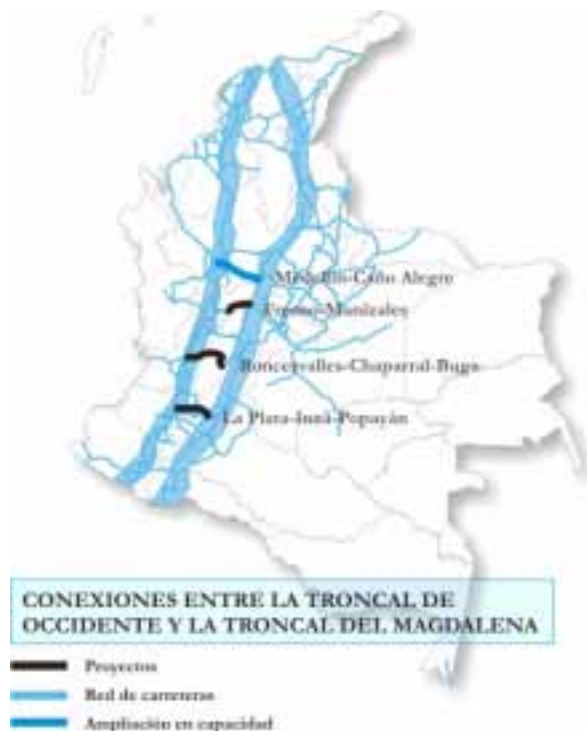 Medellín-Caño Alegre
Fresno-Manizales
Roncesvalles-Chaparral-Buga
La Plata-Inzá-Popayán
CONEXIONES ENTRE LA TRONCAL DE
OCCIDENTE Y LA TRONCAL DEL MAGDALENA
Proyectos
Red de carreteras
Ampliación en capacidad